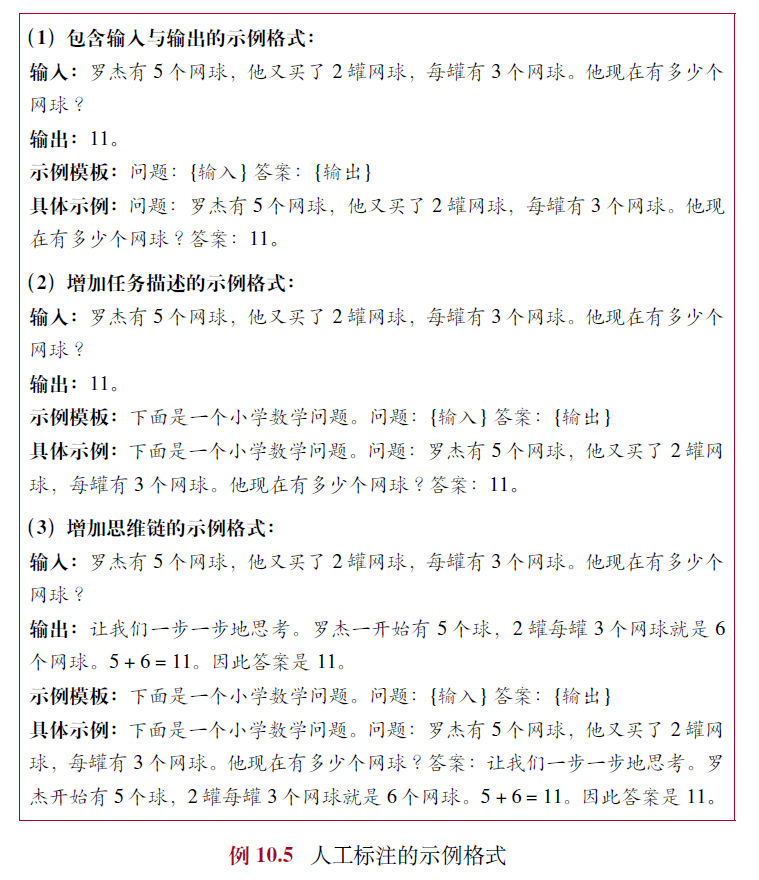 （1）包含输入与输出的示例格式：
输入：罗杰有 5 个网球，他又买了 2 罐网球，每罐有 3 个网球。他现在有多少个
网球？
输出：11。
示例模板：问题：{输入} 答案：{输出}
具体示例：问题：罗杰有 5 个网球，他又买了 2 罐网球，每罐有 3 个网球。他现
在有多少个网球？答案：11。
（2）增加任务描述的示例格式：
输入：罗杰有 5 个网球，他又买了 2 罐网球，每罐有 3 个网球。他现在有多少个
网球？
输出：11。
示例模板：下面是一个小学数学问题。问题：{输入} 答案：{输出}
具体示例：下面是一个小学数学问题。问题：罗杰有 5 个网球，他又买了 2 罐网
球，每罐有 3 个网球。他现在有多少个网球？答案：11。
（3）增加思维链的示例格式：
输入：罗杰有 5 个网球，他又买了 2 罐网球，每罐有 3 个网球。他现在有多少个
网球？
输出：让我们一步一步地思考。罗杰一开始有 5 个球，2 罐每罐 3 个网球就是 6
个网球。5 + 6 = 11。因此答案是 11。
示例模板：下面是一个小学数学问题。问题：{输入} 答案：{输出}
具体示例：下面是一个小学数学问题。问题：罗杰有 5 个网球，他又买了 2 罐网
球，每罐有 3 个网球。他现在有多少个网球？答案：让我们一步一步地思考。罗
杰开始有 5 个球，2 罐每罐 3 个网球就是 6 个网球。5 + 6 = 11。因此答案是 11。
例 10.5 人工标注的示例格式